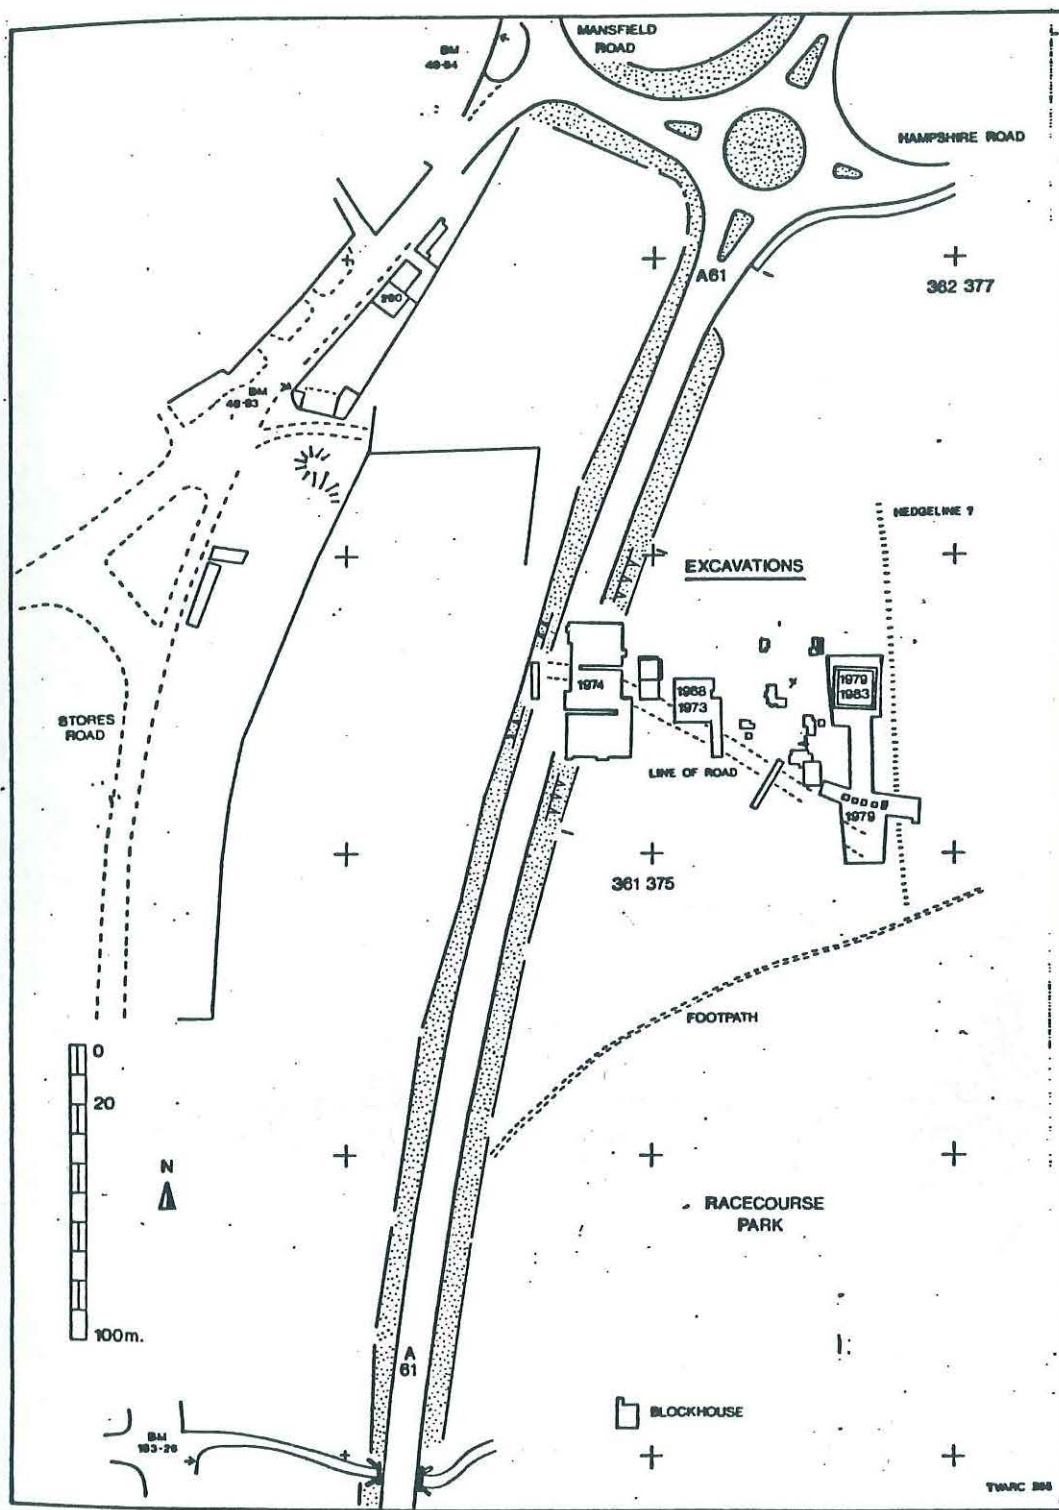 MANSFIELD
ROAD
BM
HAMPSHIRE ROAD
A61
362 377
BM
HEDGELINE ?
EXCAVATIONS
1974
1968
1973
1979
1983
STORES
ROAD
LINE OF ROAD
1979
361 375
FOOTPATH
0
20
N
RACECOURSE
PARK
100m.
A
61
BLOCKHOUSE
BM
TWARC